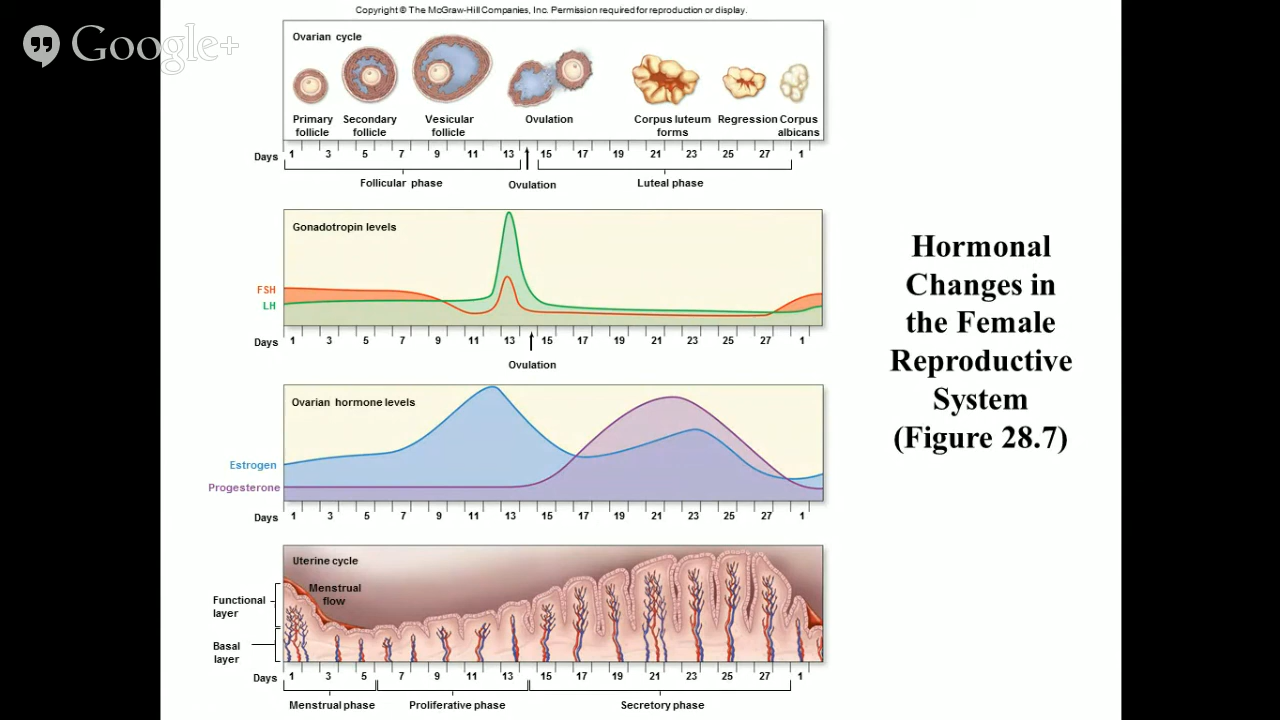 Copyright © The McGraw-Hill Companies, Inc. Permission required for reproduction or display.
Google+
Ovarian cycle
Primary follicle
Secondary follicle
Vesicular follicle
Ovulation
Corpus luteum forms
Regression
Corpus albicans
Days 1 3 5 7 9 11 13 15 17 19 21 23 25 27 1
Follicular phase
Ovulation
Luteal phase
Gonadotropin levels
FSH
LH
Days 1 3 5 7 9 11 13 15 17 19 21 23 25 27 1
Ovulation
Ovarian hormone levels
Estrogen
Progesterone
Days 1 3 5 7 9 11 13 15 17 19 21 23 25 27 1
Uterine cycle
Menstrual
flow
Functional
layer
Basal
layer
Days 1 3 5 7 9 11 13 15 17 19 21 23 25 27 1
Menstrual phase
Proliferative phase
Secretory phase
Hormonal
Changes in
the Female
Reproductive
System
(Figure 28.7)